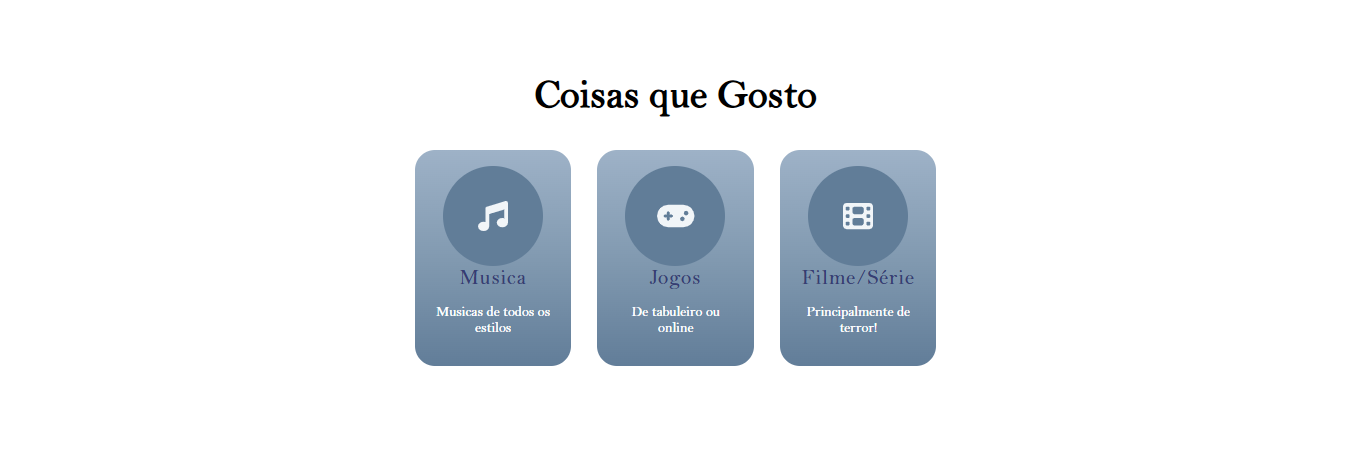 Coisas que Gosto
Musica
Musicas de todos os
estilos
Jogos
De tabuleiro ou
online
Filme/Série
Principalmente de
terror!